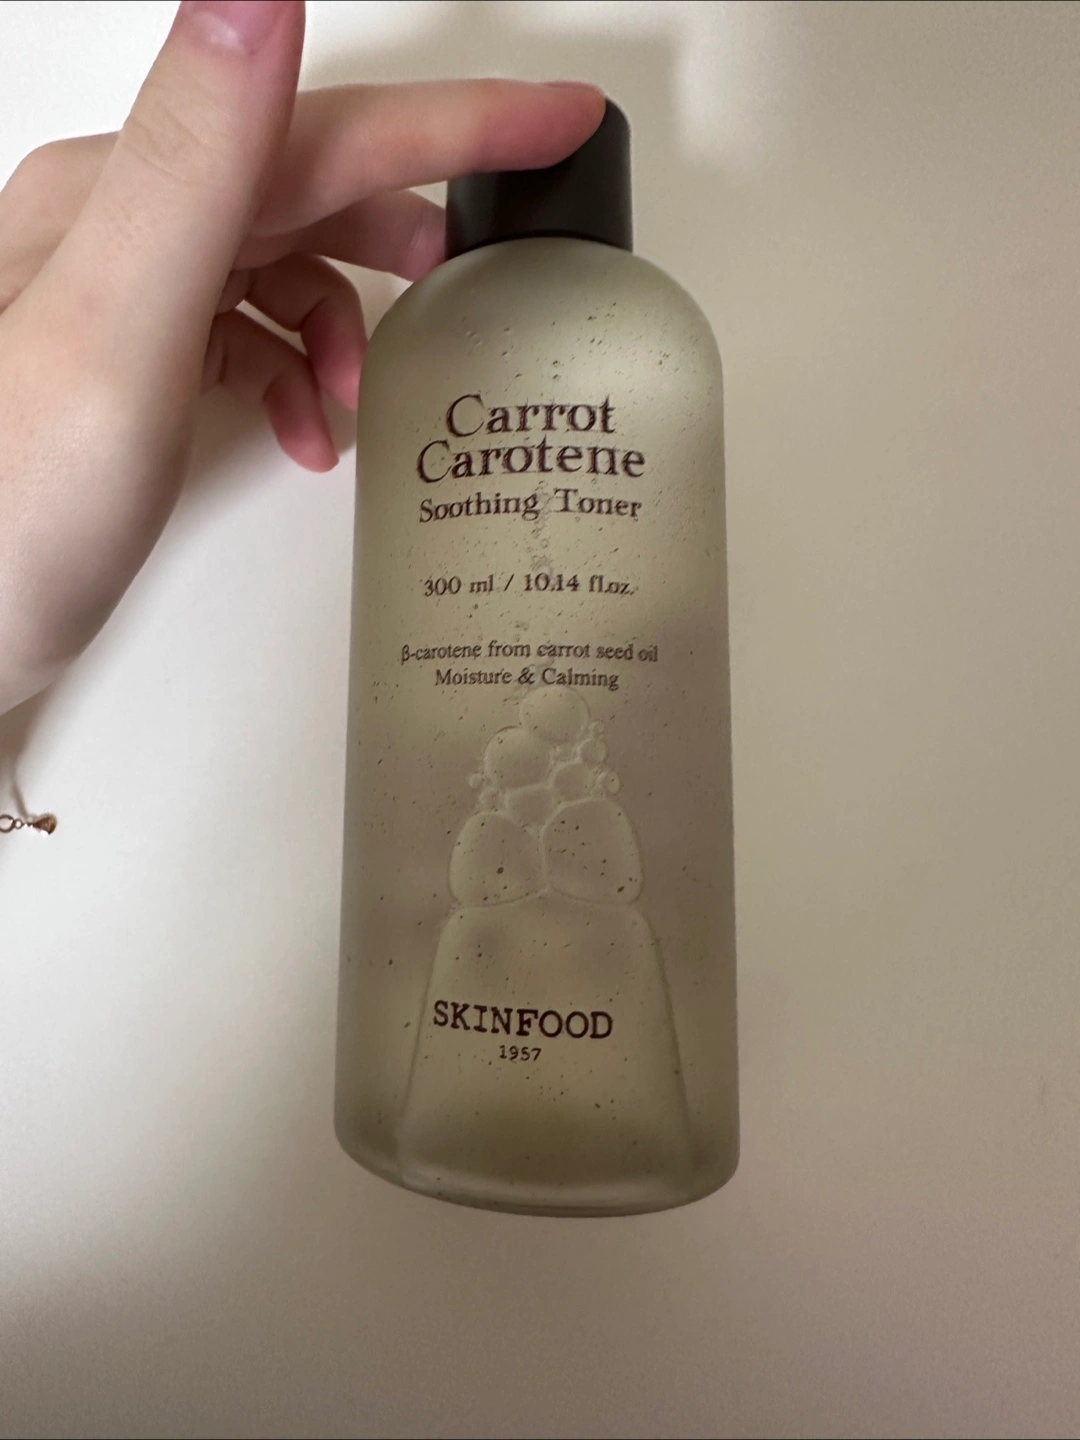 Carrot
Carotene
Soothing Toner
300 ml / 10.14 fl.oz.
β-carotene from carrot seed oil
Moisture & Calming
SKINFOOD
1957